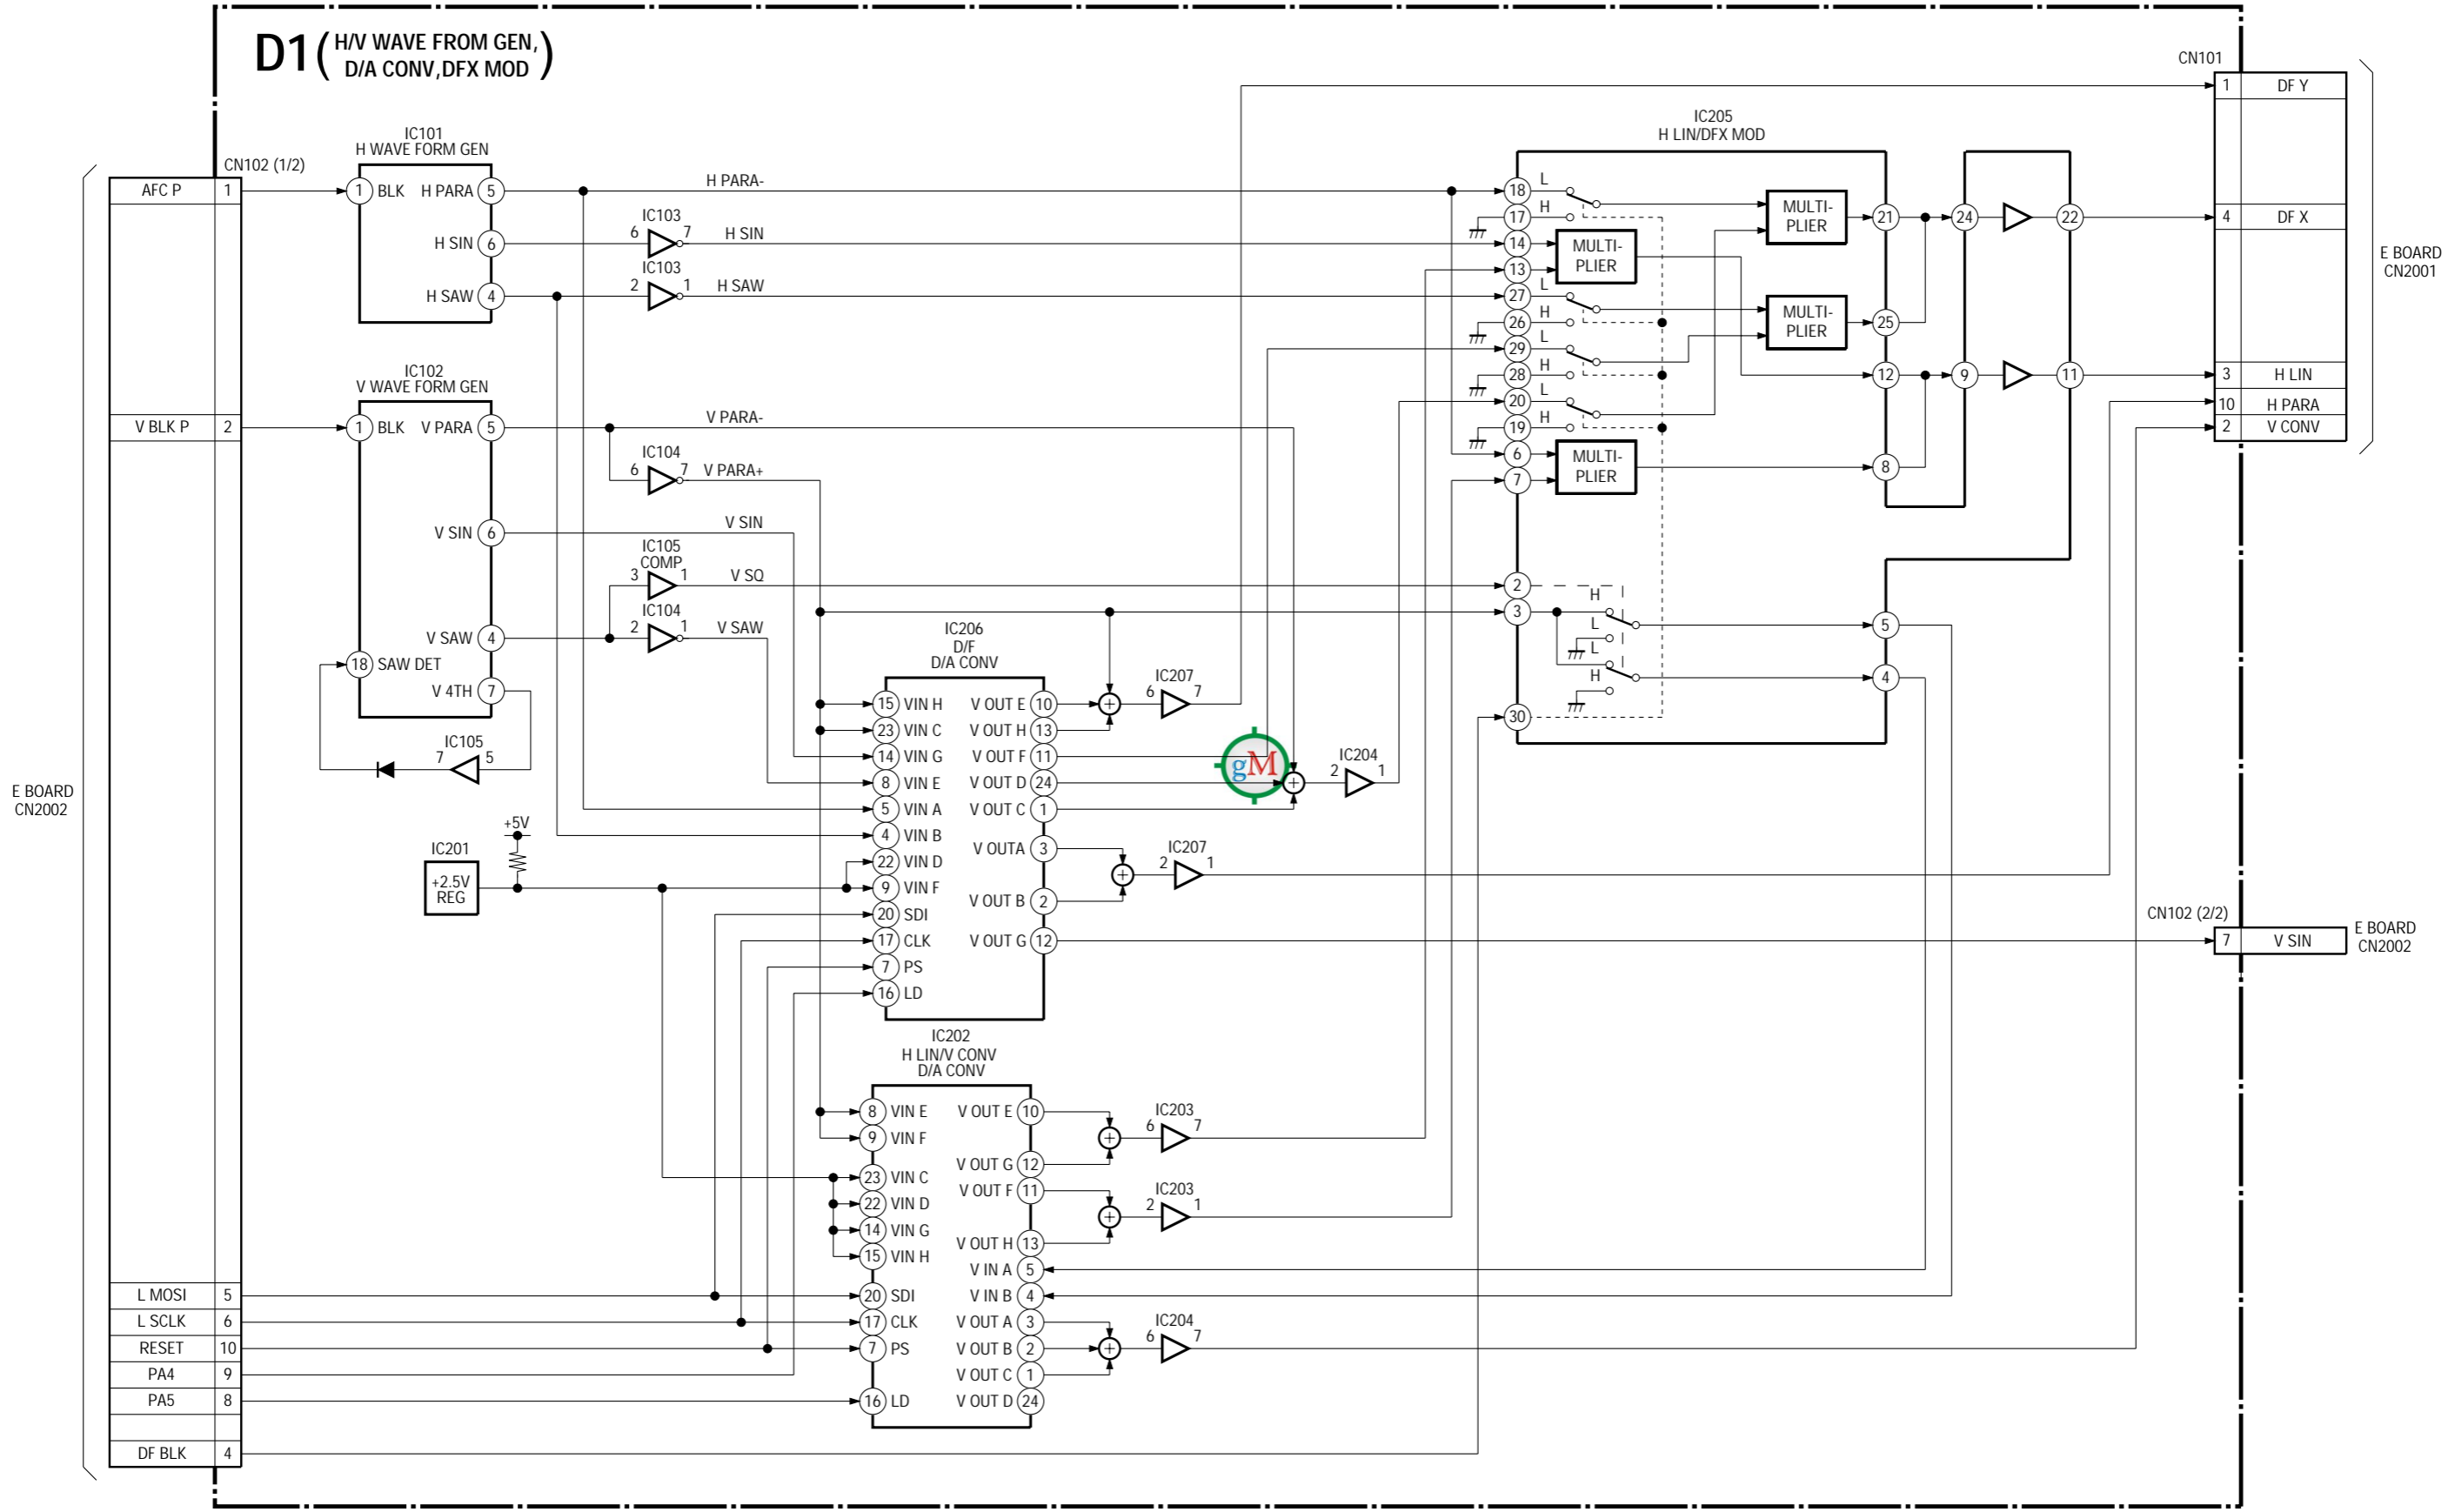 D1 ( H/V WAVE FROM GEN,
D/A CONV,DFX MOD )
E BOARD
CN2002
CN102 (1/2)
AFC P 1
V BLK P 2
L MOSI 5
L SCLK 6
RESET 10
PA4 9
PA5 8
DF BLK 4
IC101
H WAVE FORM GEN
1 BLK H PARA 5
H SIN 6
H SAW 4
H PARA-
IC103
6 7 H SIN
IC103
2 1 H SAW
IC102
V WAVE FORM GEN
1 BLK V PARA 5
V SIN 6
V SAW 4
18 SAW DET
V 4TH 7
V PARA-
IC104
6 7 V PARA+
V SIN
IC105
COMP
3 1 V SQ
IC104
2 1 V SAW
IC105
7 5
+5V
IC201
+2.5V
REG
IC206
D/F
D/A CONV
15 VIN H V OUT E 10
23 VIN C V OUT H 13
14 VIN G V OUT F 11
8 VIN E V OUT D 24
5 VIN A V OUT C 1
4 VIN B
V OUTA 3
22 VIN D
9 VIN F V OUT B 2
20 SDI
17 CLK V OUT G 12
7 PS
16 LD
IC207
6 7
gM
IC204
2 1
IC207
2 1
IC202
H LIN/V CONV
D/A CONV
8 VIN E V OUT E 10
9 VIN F
V OUT G 12
23 VIN C
V OUT F 11
22 VIN D
14 VIN G
V OUT H 13
15 VIN H
V IN A 5
20 SDI V IN B 4
17 CLK V OUT A 3
7 PS V OUT B 2
V OUT C 1
16 LD V OUT D 24
IC203
6 7
IC203
2 1
IC204
6 7
IC205
H LIN/DFX MOD
18 L
17 H
14
13
27 L
26 H
29 L
28 H
20 L
19 H
6
7
2
3
30
MULTI-
PLIER
MULTI-
PLIER
MULTI-
PLIER
MULTI-
PLIER
H
L
L
H
21 24 22
25
12 9 11
8
5
4
CN101
1 DF Y
4 DF X
3 H LIN
10 H PARA
2 V CONV
E BOARD
CN2001
CN102 (2/2)
7 V SIN
E BOARD
CN2002